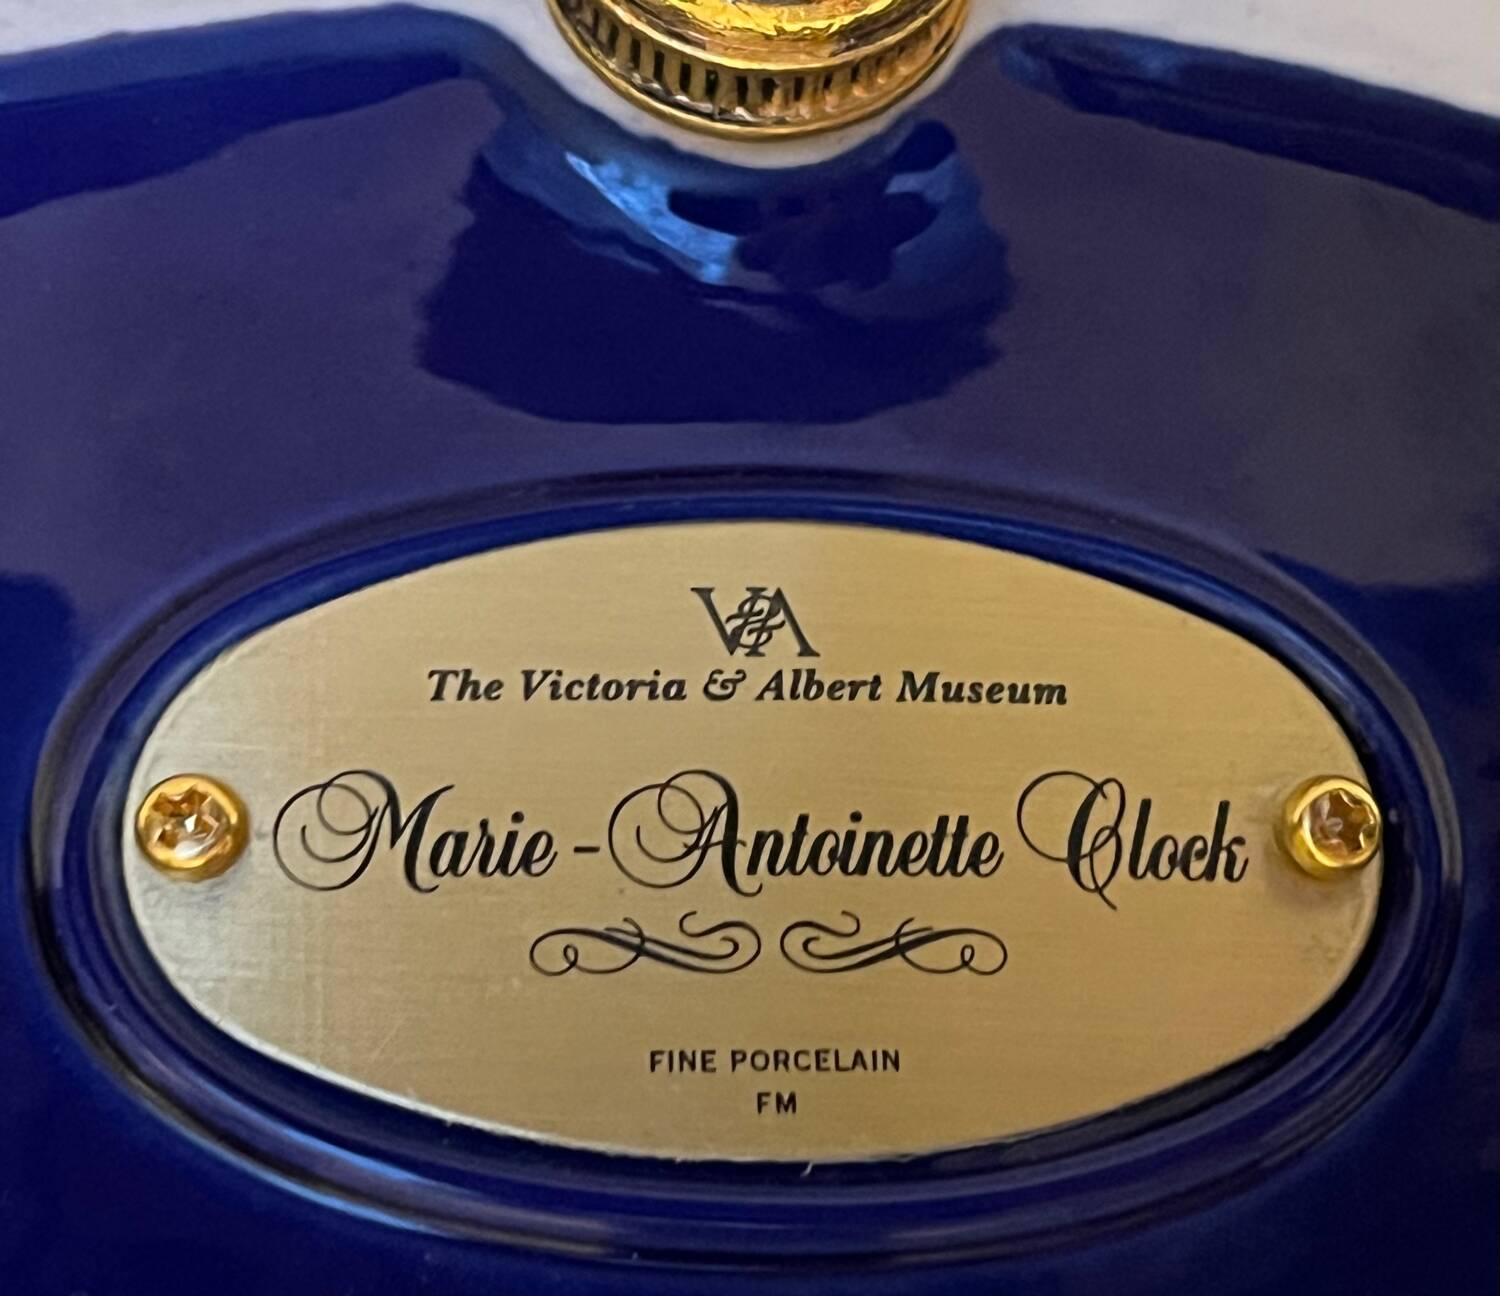 V&A
The Victoria & Albert Museum
Marie-Antoinette Clock
FINE PORCELAIN
FM